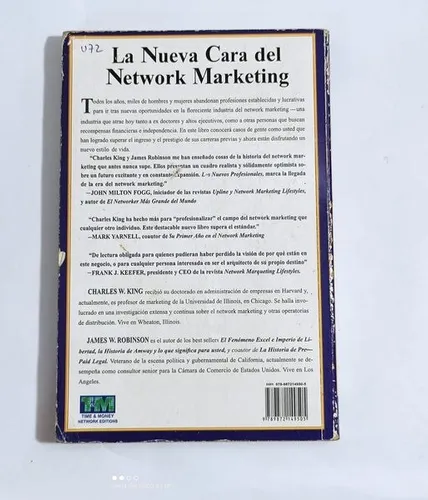 U72
La Nueva Cara del
Network Marketing
Todos los años, miles de hombres y mujeres abandonan profesiones establecidas y lucrativas
para ir tras nuevas oportunidades en la floreciente industria del network marketing —una
industria que atrae hoy tanto a ex doctores y altos ejecutivos, como a otras personas que buscan
recompensas financieras e independencia. En este libro conocerá casos de gente como usted que
han logrado superar el ingreso y el prestigio de sus carreras previas y ahora están disfrutando un
nuevo estilo de vida.
"Charles King y James Robinson me han enseñado cosas de la historia del network mar-
keting que antes nunca supe. Ellos presentan un cuadro realista y sólidamente optimista so-
bre un futuro excitante y en constante expansión. Los Nuevos Profesionales, marca la llegada
de la era del network marketing."
—JOHN MILTON FOGG, iniciador de las revistas Upline y Network Marketing Lifestyles,
y autor de El Networker Más Grande del Mundo
"Charles King ha hecho más para "profesionalizar" el campo del network marketing que
cualquier otro individuo. Este destacable nuevo libro supera el estándar."
—MARK YARNELL, coautor de Su Primer Año en el Network Marketing
"De lectura obligada para quienes pudieran haber perdido la visión de por qué están en
este negocio, o para cualquier persona interesada en ser el arquitecto de su propio destino"
—FRANK J. KEEFER, presidente y CEO de la revista Network Marqueting Lifestyles.
CHARLES W. KING recibió su doctorado en administración de empresas en Harvard y,
actualmente, es profesor de marketing de la Universidad de Illinois, en Chicago. Se halla invo-
lucrado en una investigación extensa y continua sobre el network marketing y otras operatorias
de distribución. Vive en Wheaton, Illinois.
JAMES W. ROBINSON es el autor de los best sellers El Fenómeno Excel e Imperio de Li-
bertad, la Historia de Amway y lo que significa para usted, y coautor de La Historia de Pre—
Paid Legal. Veterano de la escena política y gubernamental de California, actualmente se de-
sempeña como consultor senior para la Cámara de Comercio de Estados Unidos. Vive en Los
Angeles.
TM
TIME & MONEY
NETWORK EDITIONS